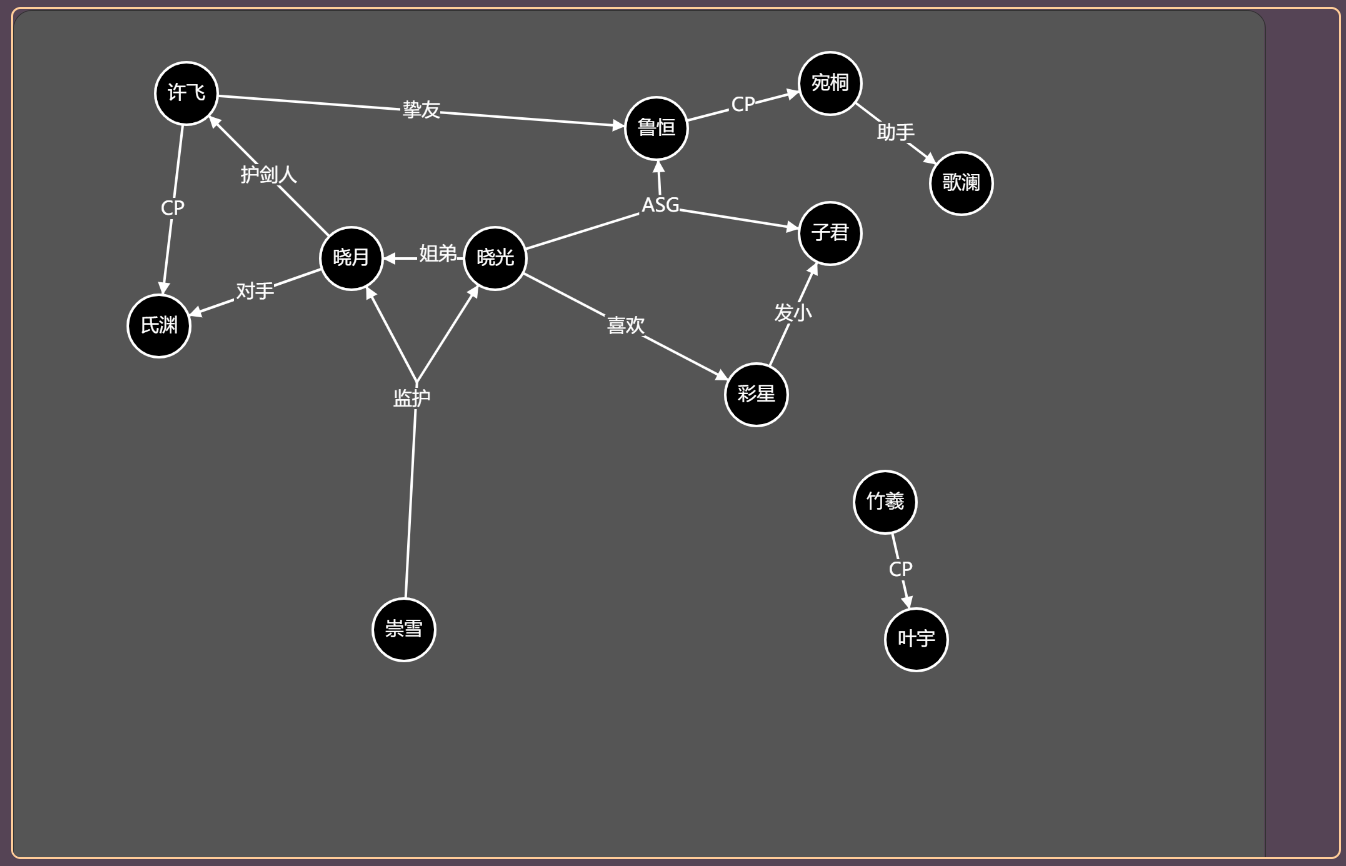 许飞
宛桐
挚友
CP
鲁恒
助手
护剑人
歌澜
CP
ASG
子君
姐弟
晓月
晓光
对手
氏渊
喜欢
发小
彩星
监护
竹羲
CP
崇雪
叶宇